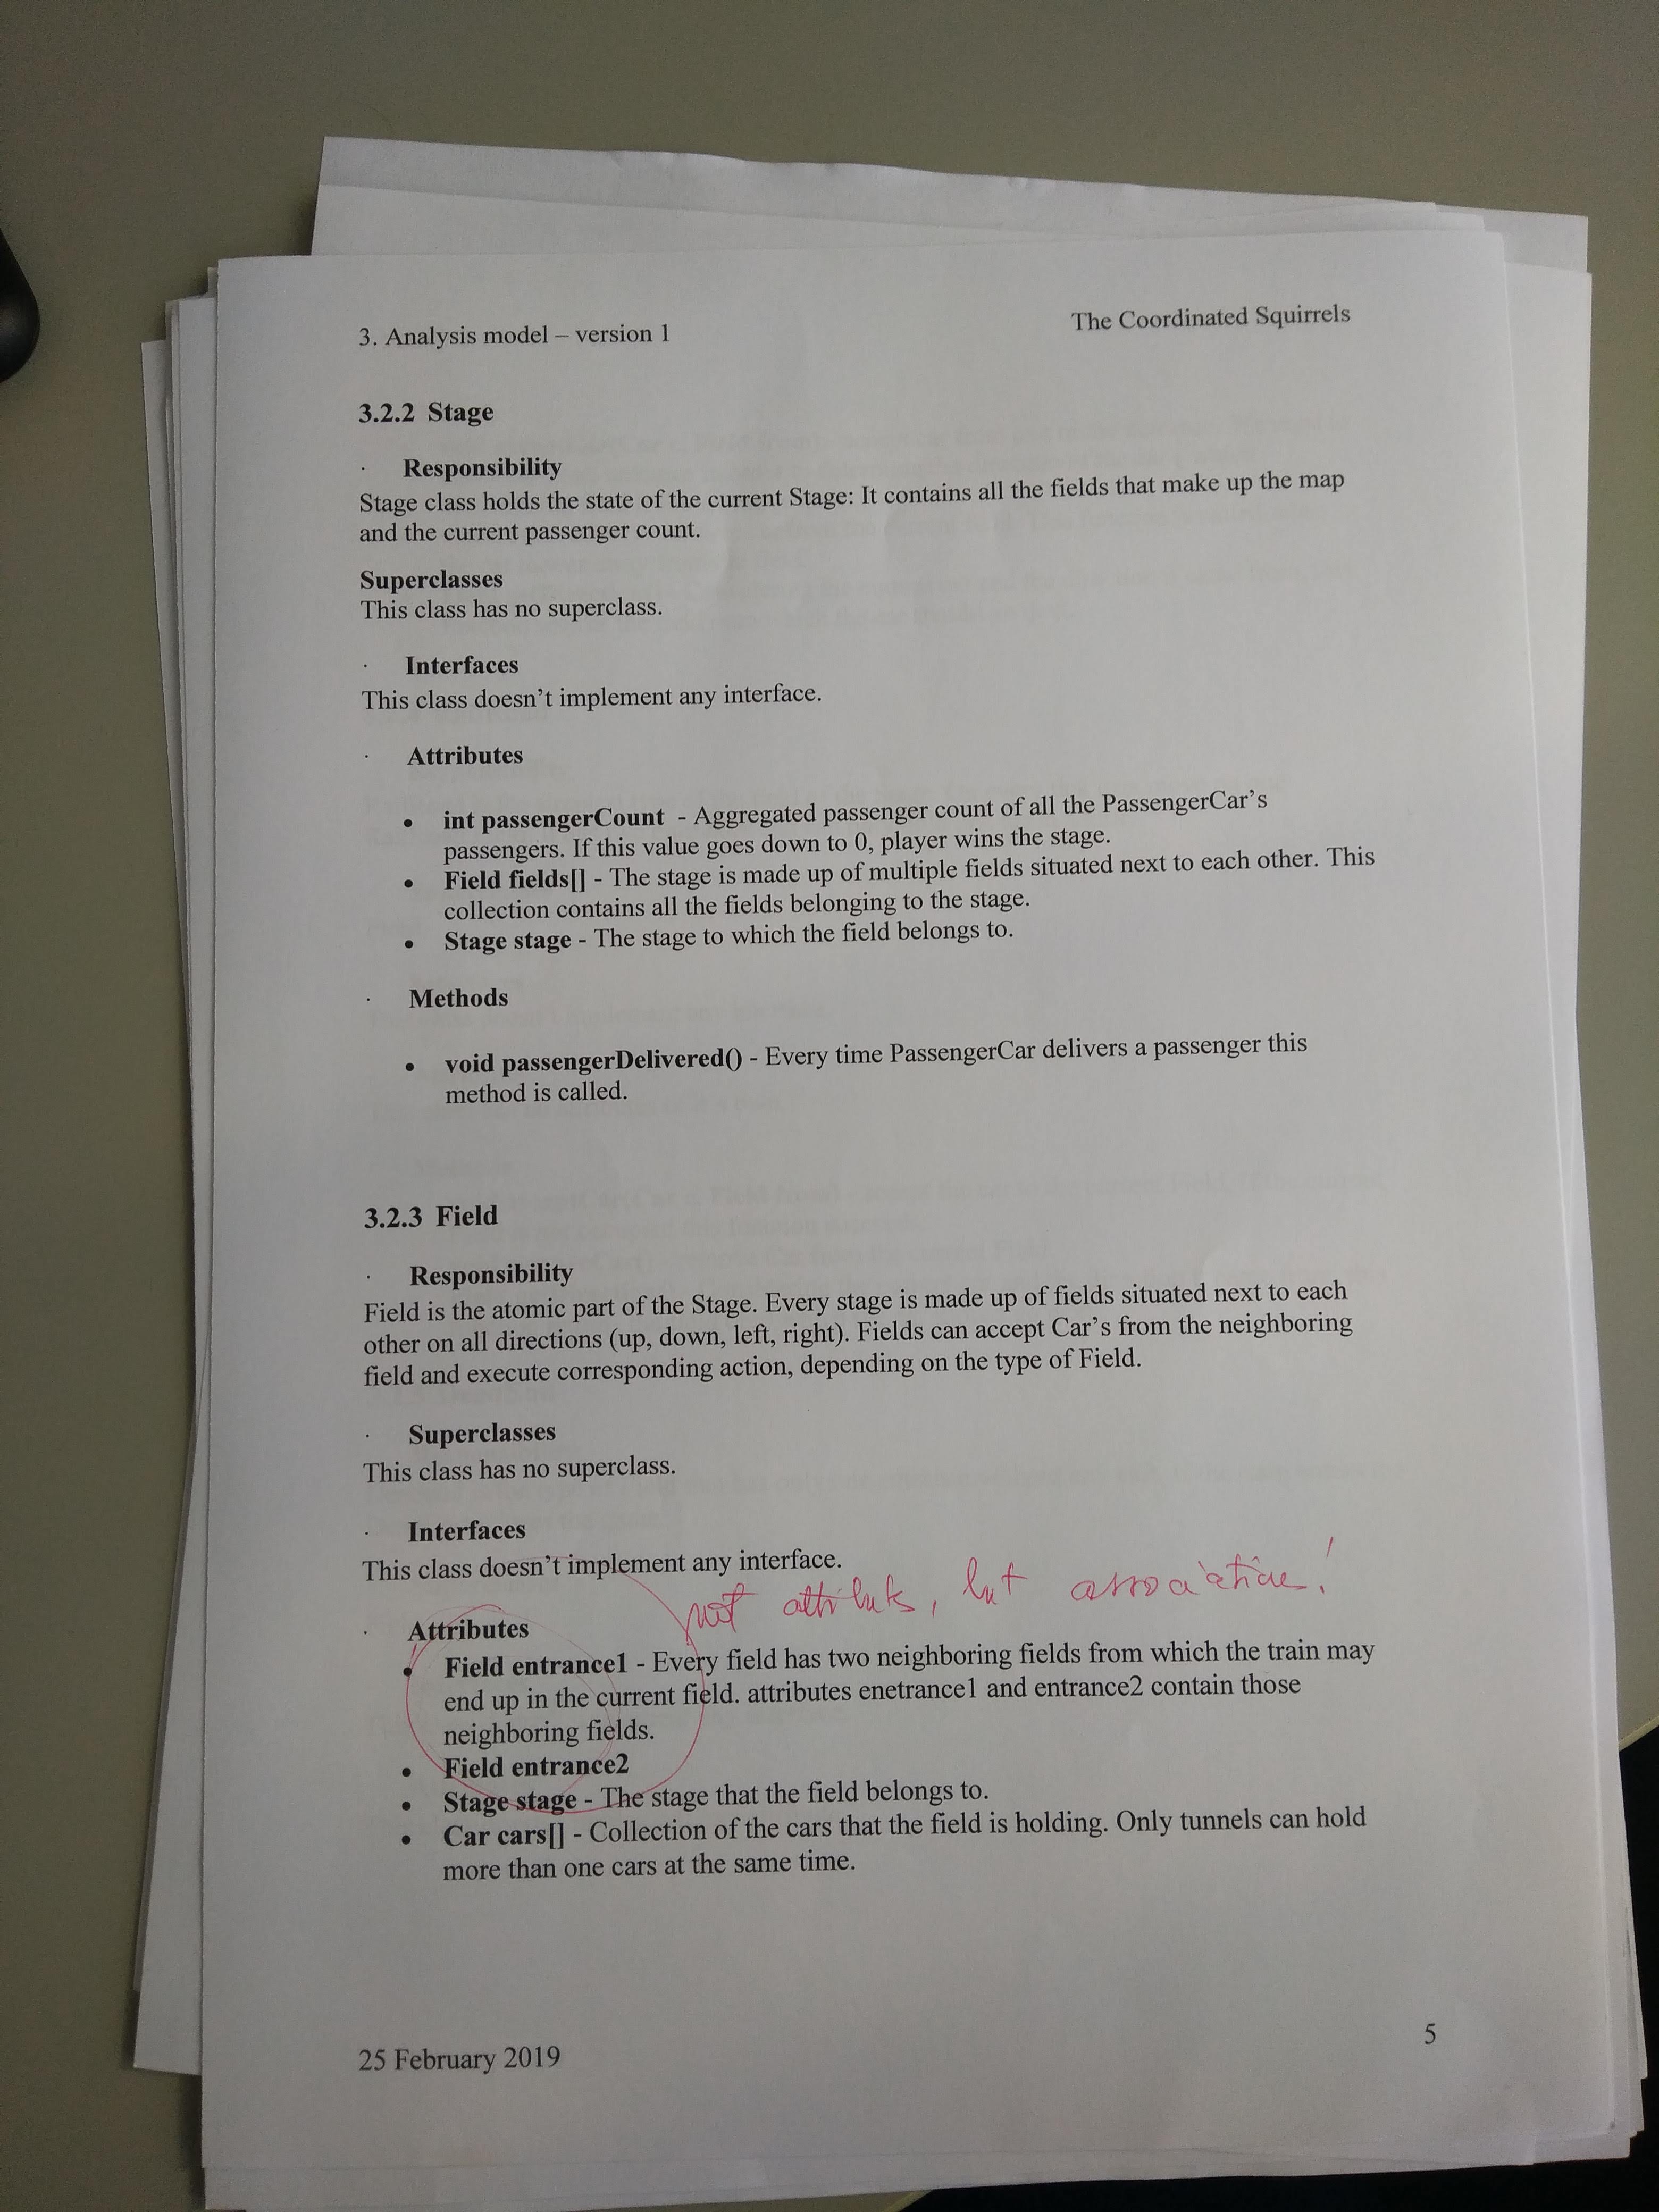 3. Analysis model – version 1
The Coordinated Squirrels
3.2.2 Stage
· Responsibility
Stage class holds the state of the current Stage: It contains all the fields that make up the map
and the current passenger count.
Superclasses
This class has no superclass.
· Interfaces
This class doesn't implement any interface.
· Attributes
• int passengerCount - Aggregated passenger count of all the PassengerCar's
passengers. If this value goes down to 0, player wins the stage.
• Field fields[] - The stage is made up of multiple fields situated next to each other. This
collection contains all the fields belonging to the stage.
• Stage stage - The stage to which the field belongs to.
· Methods
• void passengerDelivered() - Every time PassengerCar delivers a passenger this
method is called.
3.2.3 Field
· Responsibility
Field is the atomic part of the Stage. Every stage is made up of fields situated next to each
other on all directions (up, down, left, right). Fields can accept Car's from the neighboring
field and execute corresponding action, depending on the type of Field.
· Superclasses
This class has no superclass.
· Interfaces
This class doesn't implement any interface.
not attributs, but associations!
· Attributes
• Field entrance1 - Every field has two neighboring fields from which the train may
end up in the current field. attributes enetrance1 and entrance2 contain those
neighboring fields.
• Field entrance2
• Stage stage - The stage that the field belongs to.
• Car cars[] - Collection of the cars that the field is holding. Only tunnels can hold
more than one cars at the same time.
25 February 2019
5